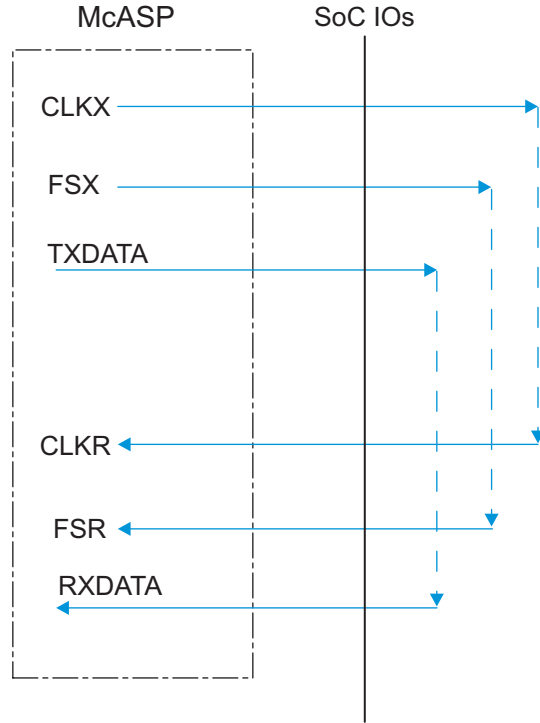 McASP
SoC IOs
CLKX
FSX
TXDATA
CLKR
FSR
RXDATA